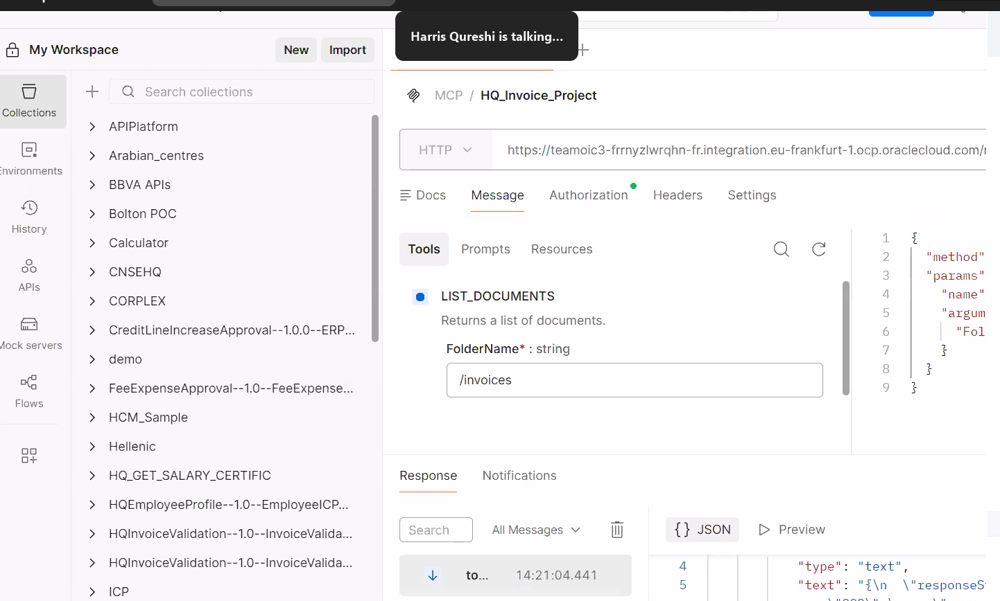 Harris Qureshi is talking...
My Workspace
New
Import
Collections
Search collections
Environments
History
APIs
Mock servers
Flows
APIPlatform
Arabian_centres
BBVA APIs
Bolton POC
Calculator
CNSEHQ
CORPLEX
CreditLineIncreaseApproval--1.0.0--ERP...
demo
FeeExpenseApproval--1.0--FeeExpense...
HCM_Sample
Hellenic
HQ_GET_SALARY_CERTIFIC
HQEmployeeProfile--1.0--EmployeeICP...
HQInvoiceValidation--1.0--InvoiceValida...
HQInvoiceValidation--1.0--InvoiceValida...
ICP
MCP / HQ_Invoice_Project
HTTP
https://teamoic3-frrnyzlwrqhn-fr.integration.eu-frankfurt-1.ocp.oraclecloud.com/
Docs Message Authorization Headers Settings
Tools Prompts Resources
LIST_DOCUMENTS
Returns a list of documents.
FolderName* : string
/invoices
1 {
2 "method"
3 "params"
4 "name"
5 "argum
6 "Fol
7 }
8 }
9 }
Response Notifications
Search All Messages
to... 14:21:04.441
{} JSON Preview
4 "type": "text",
5 "text": "{\n \"responseS